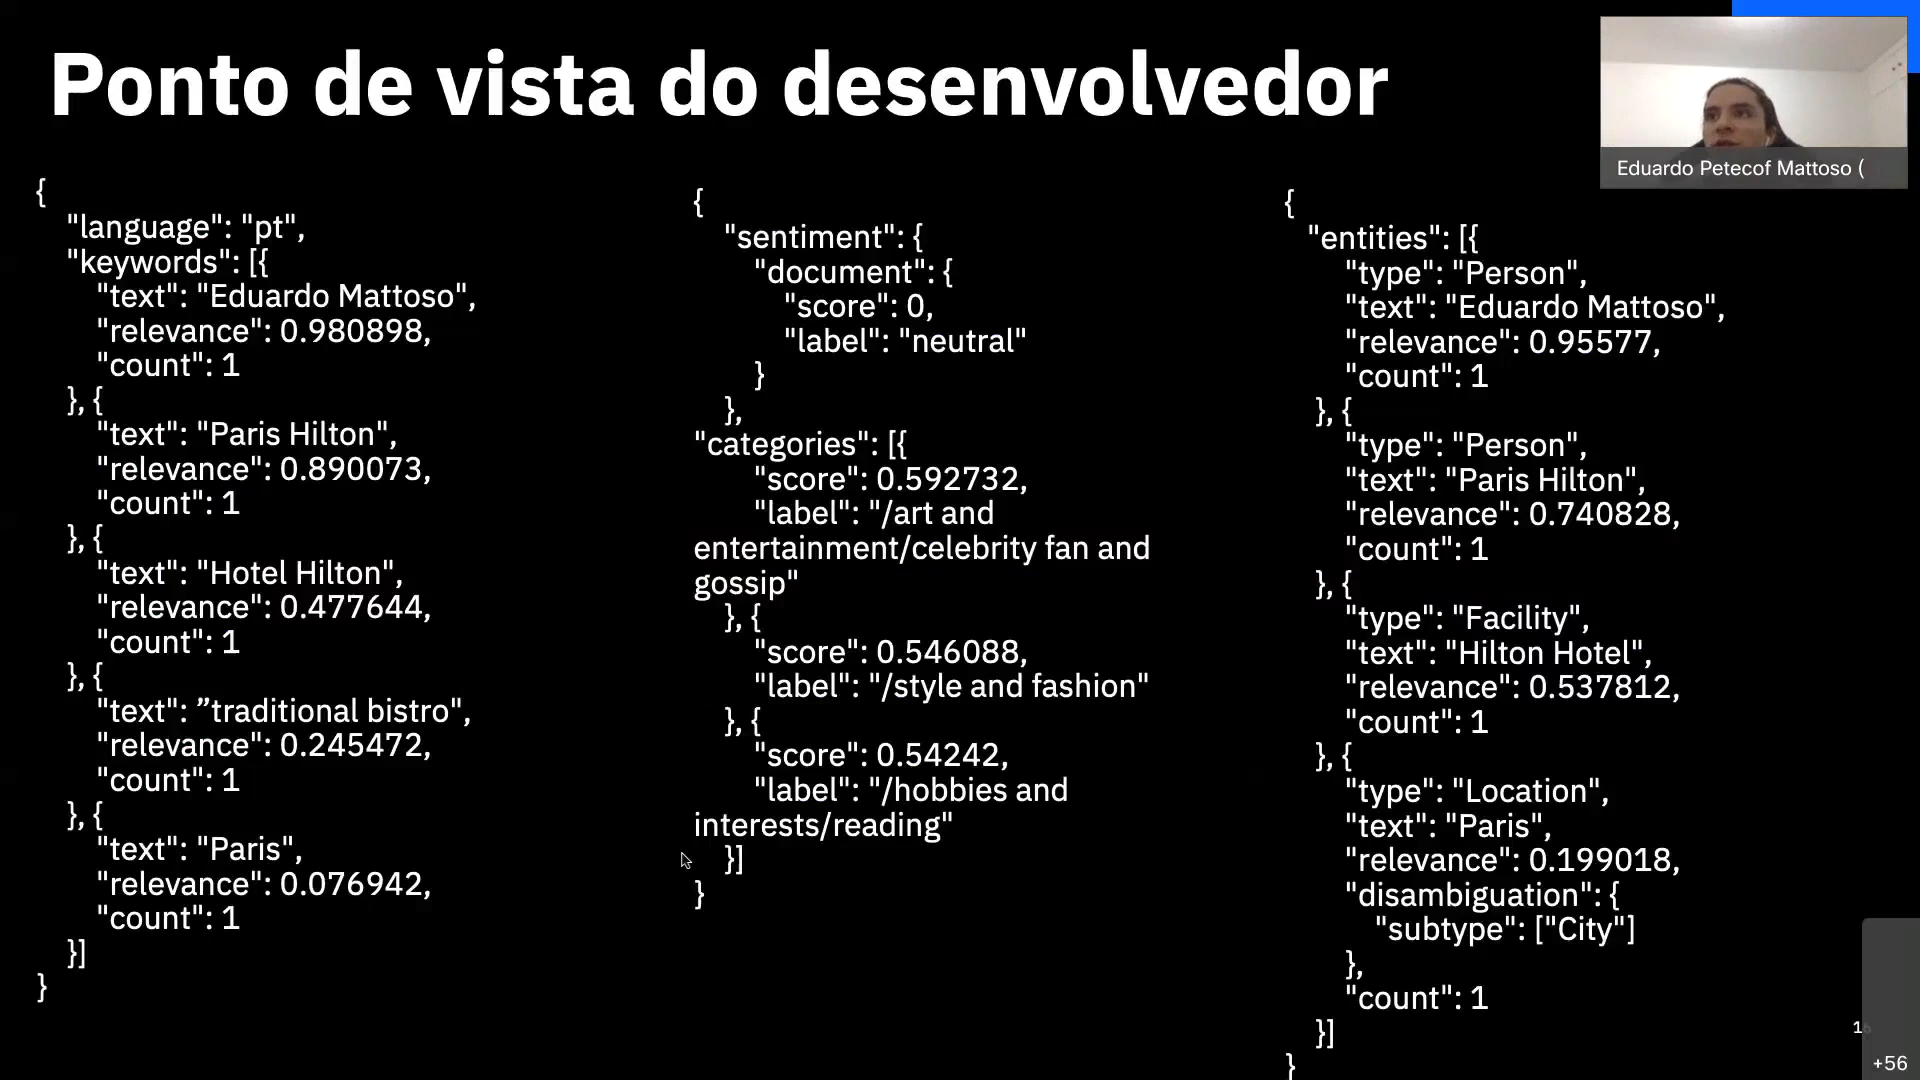 Ponto de vista do desenvolvedor
Eduardo Petecof Mattoso (
{
"language": "pt",
"keywords": [{
"text": "Eduardo Mattoso",
"relevance": 0.980898,
"count": 1
}, {
"text": "Paris Hilton",
"relevance": 0.890073,
"count": 1
}, {
"text": "Hotel Hilton",
"relevance": 0.477644,
"count": 1
}, {
"text": ”traditional bistro",
"relevance": 0.245472,
"count": 1
}, {
"text": "Paris",
"relevance": 0.076942,
"count": 1
}]
}
{
"sentiment": {
"document": {
"score": 0,
"label": "neutral"
}
},
"categories": [{
"score": 0.592732,
"label": "/art and
entertainment/celebrity fan and
gossip"
}, {
"score": 0.546088,
"label": "/style and fashion"
}, {
"score": 0.54242,
"label": "/hobbies and
interests/reading"
}]
}
{
"entities": [{
"type": "Person",
"text": "Eduardo Mattoso",
"relevance": 0.95577,
"count": 1
}, {
"type": "Person",
"text": "Paris Hilton",
"relevance": 0.740828,
"count": 1
}, {
"type": "Facility",
"text": "Hilton Hotel",
"relevance": 0.537812,
"count": 1
}, {
"type": "Location",
"text": "Paris",
"relevance": 0.199018,
"disambiguation": {
"subtype": ["City"]
},
"count": 1
}]
}
+56